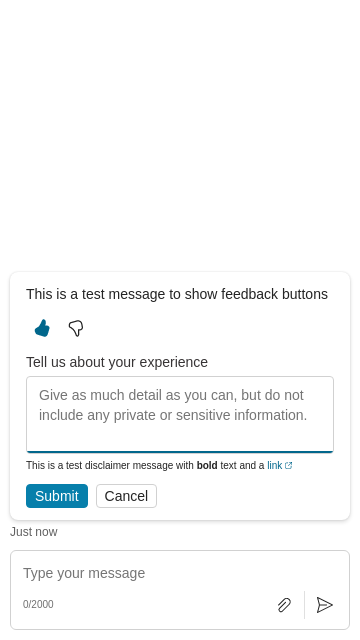 This is a test message to show feedback buttons
Tell us about your experience
Give as much detail as you can, but do not
include any private or sensitive information.
This is a test disclaimer message with bold text and a link
Submit Cancel
Just now
Type your message
0/2000